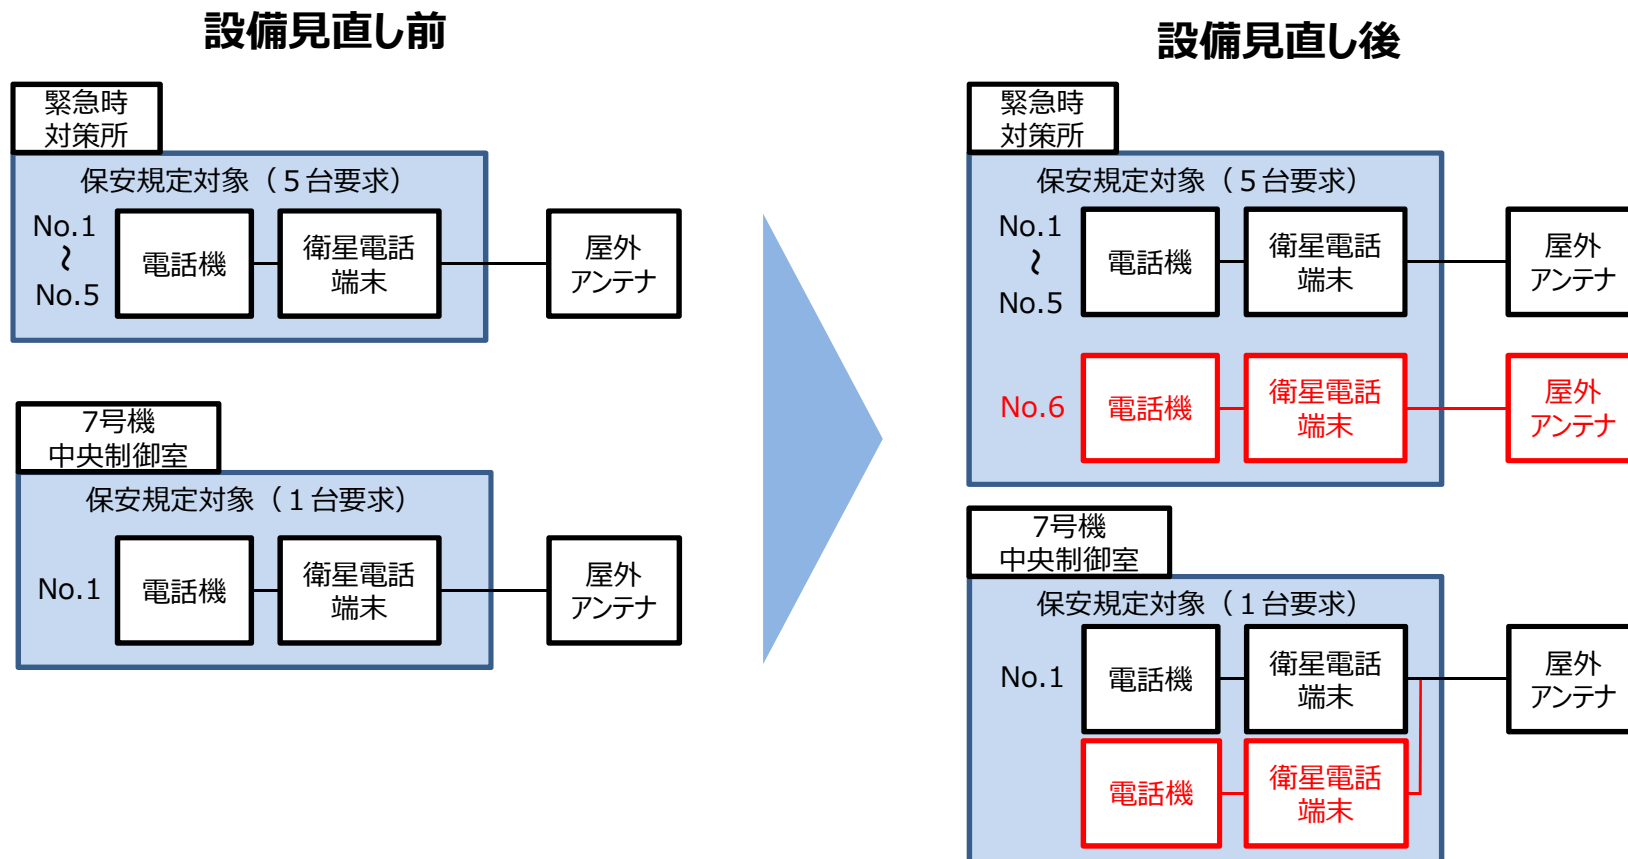 設備見直し前
緊急時
対策所
保安規定対象（５台要求）
No.1
～
No.5
電話機
衛星電話
端末
屋外
アンテナ
7号機
中央制御室
保安規定対象（１台要求）
No.1
電話機
衛星電話
端末
屋外
アンテナ
設備見直し後
緊急時
対策所
保安規定対象（５台要求）
No.1
～
No.5
電話機
衛星電話
端末
屋外
アンテナ
No.6
電話機
衛星電話
端末
屋外
アンテナ
7号機
中央制御室
保安規定対象（１台要求）
No.1
電話機
衛星電話
端末
屋外
アンテナ
電話機
衛星電話
端末